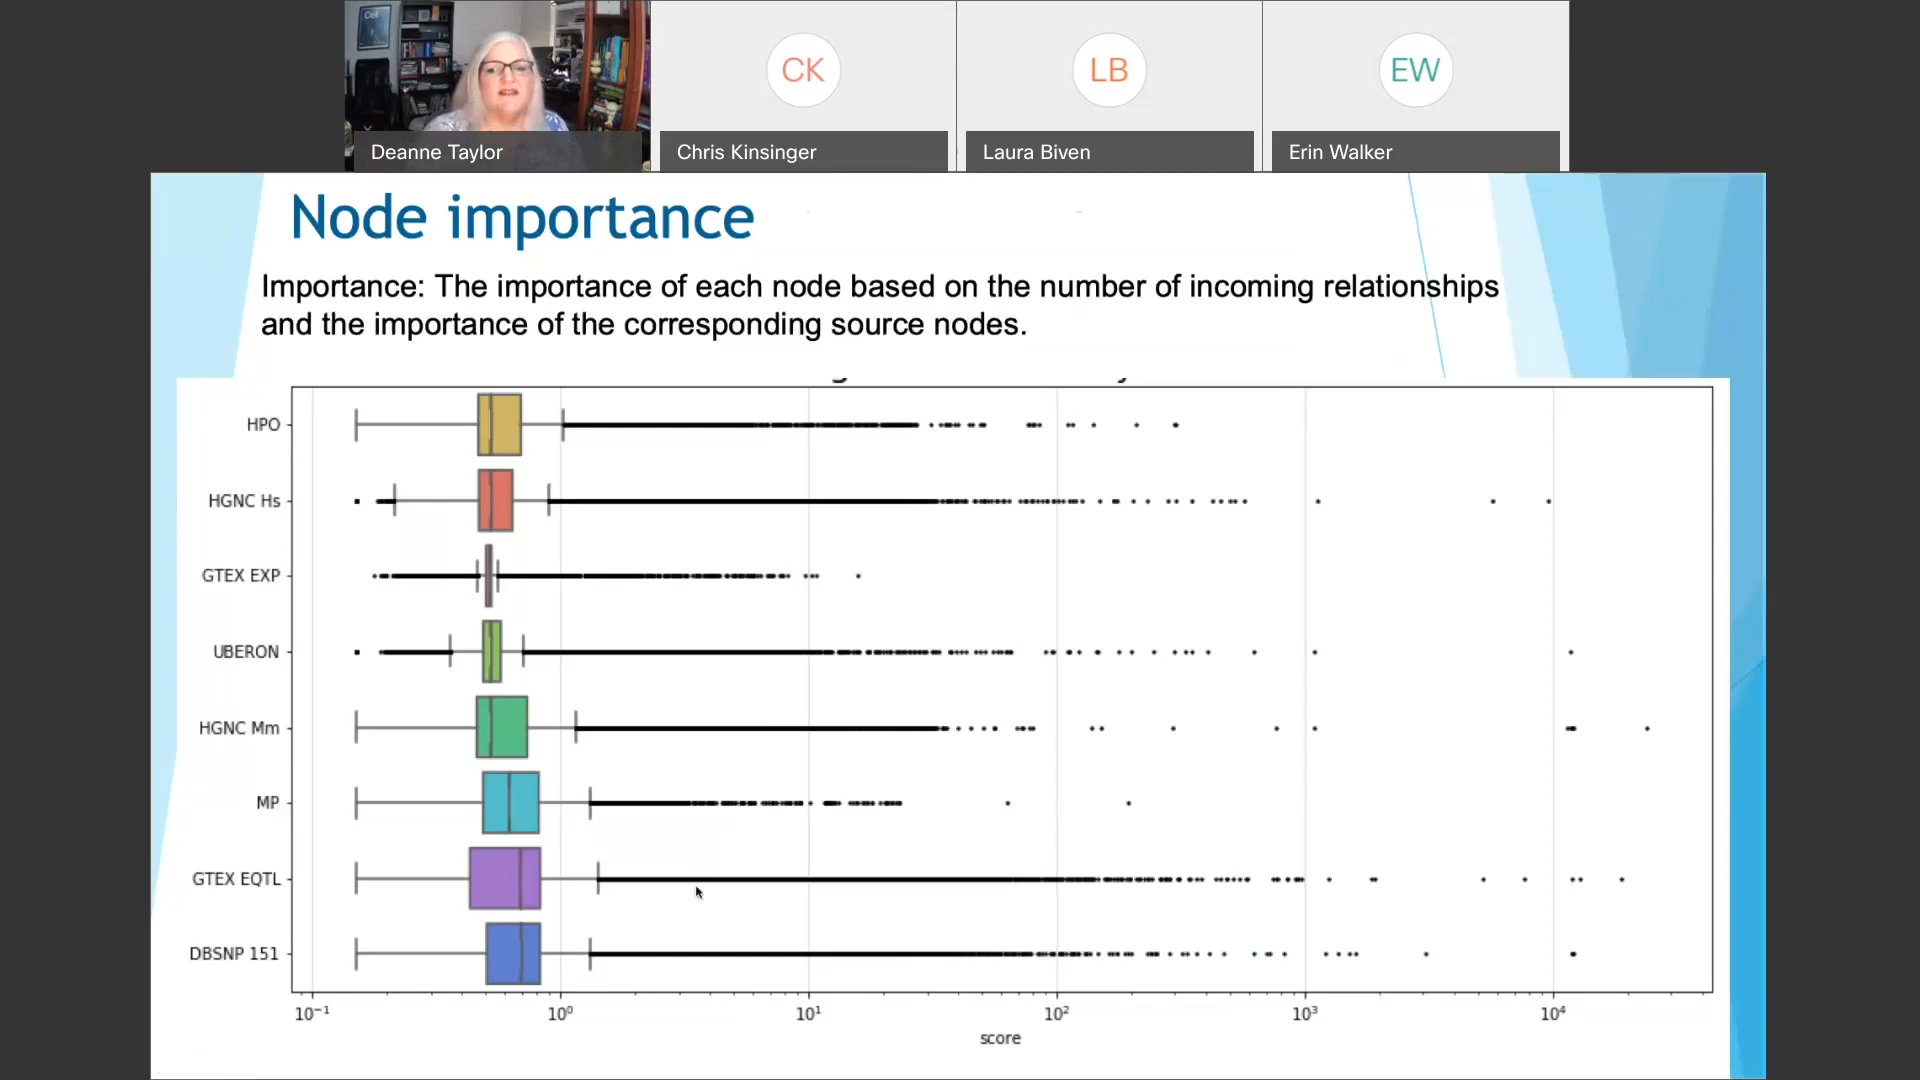 Cell
CK
LB
EW
Deanne Taylor
Chris Kinsinger
Laura Biven
Erin Walker
Node importance
Importance: The importance of each node based on the number of incoming relationships
and the importance of the corresponding source nodes.
HPO
HGNC Hs
GTEX EXP
UBERON
HGNC Mm
MP
GTEX EQTL
DBSNP 151
10⁻¹
10⁰
10¹
10²
10³
10⁴
score